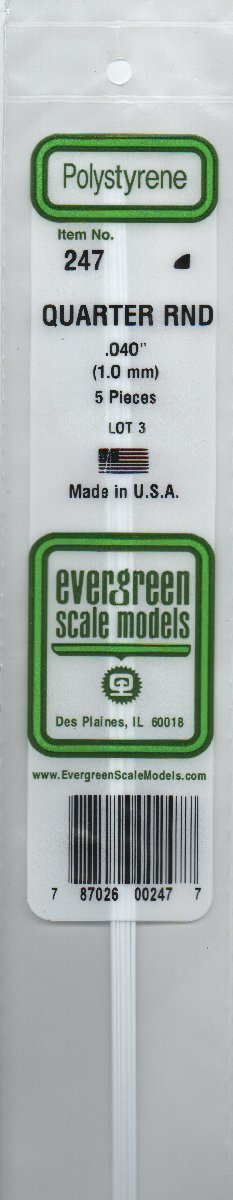 Polystyrene
Item No.
247
QUARTER RND
.040"
(1.0 mm)
5 Pieces
LOT 3
Made in U.S.A.
evergreen
scale models
Des Plaines, IL 60018
www.EvergreenScaleModels.com
7 87026 00247 7